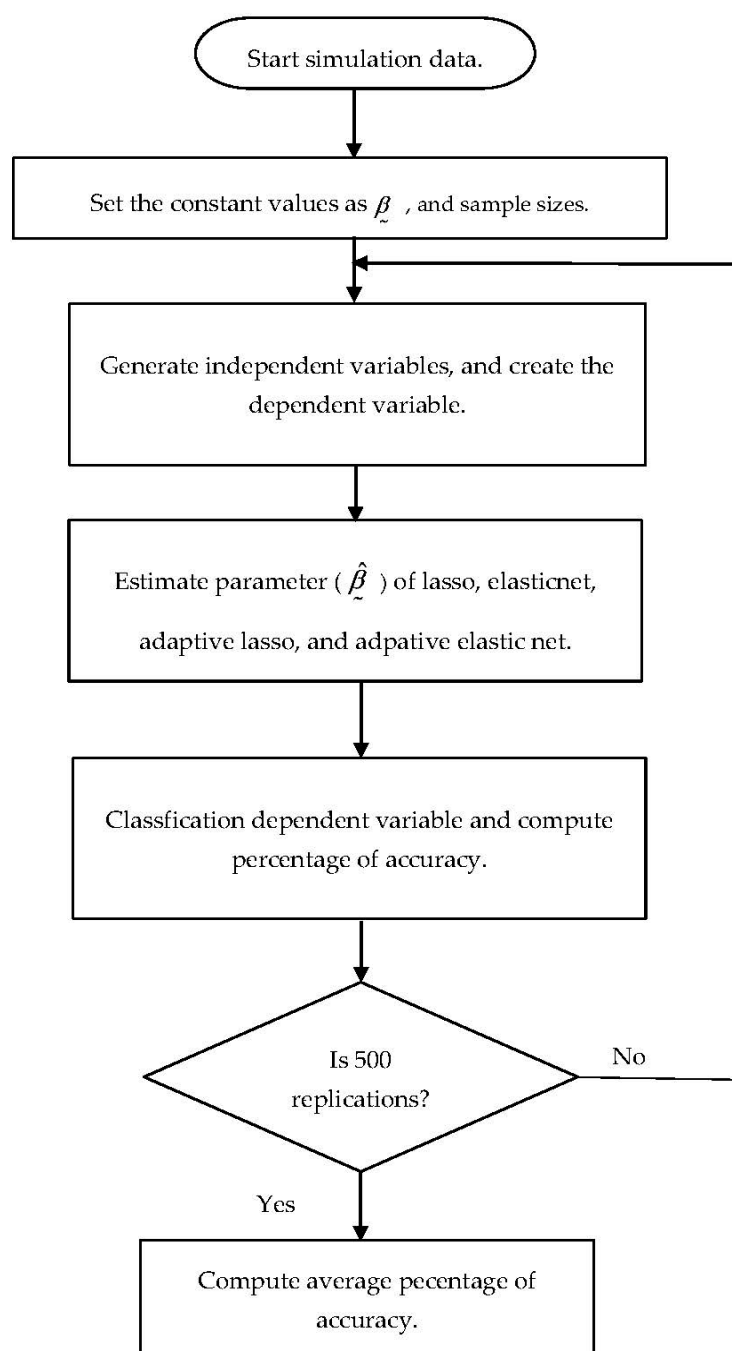 Start simulation data.
Set the constant values as β̰ , and sample sizes.
Generate independent variables, and create the
dependent variable.
Estimate parameter ( β̰̂ ) of lasso, elasticnet,
adaptive lasso, and adpative elastic net.
Classfication dependent variable and compute
percentage of accuracy.
Is 500
replications?
No
Yes
Compute average pecentage of
accuracy.